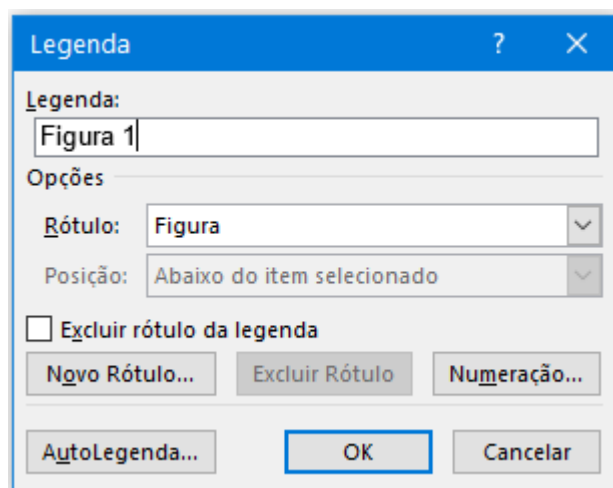 Legenda ?
Legenda:
Figura 1
Opções
Rótulo: Figura
Posição: Abaixo do item selecionado
Excluir rótulo da legenda
Novo Rótulo... Excluir Rótulo Numeração...
AutoLegenda... OK Cancelar